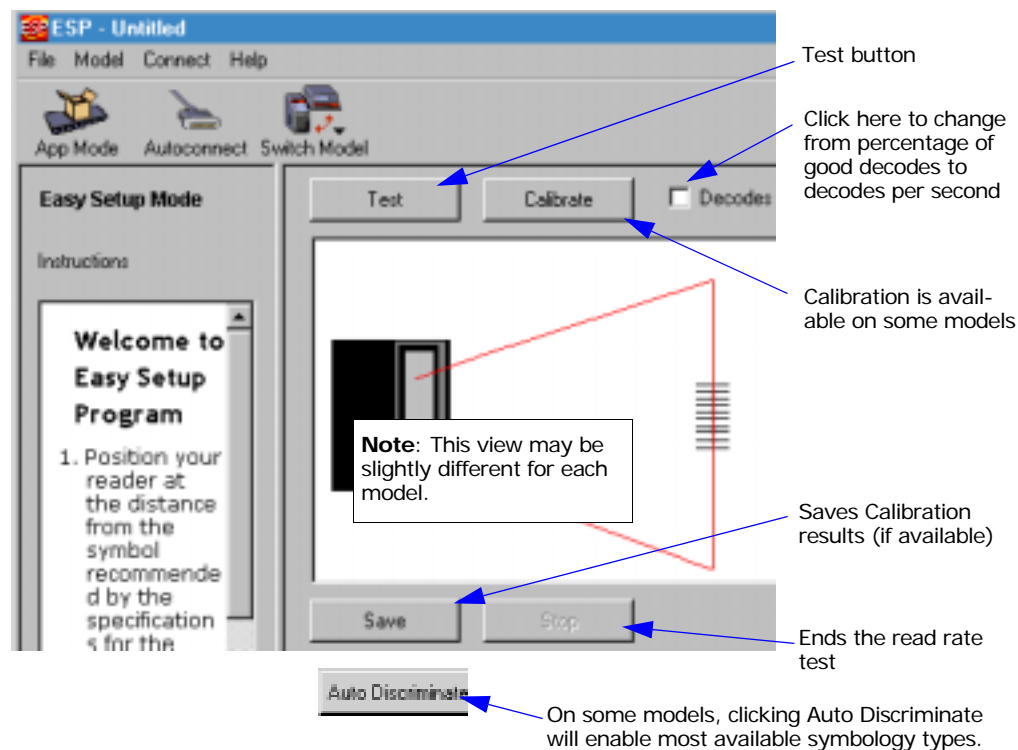 ESP - Untitled
File Model Connect Help
App Mode Autoconnect Switch Model
Easy Setup Mode
Instructions
Welcome to
Easy Setup
Program
1. Position your
reader at
the distance
from the
symbol
recommende
d by the
specification
s for the
Test
Calibrate
Decodes
Note: This view may be
slightly different for each
model.
Save
Stop
Auto Discriminate
Test button
Click here to change
from percentage of
good decodes to
decodes per second
Calibration is avail-
able on some models
Saves Calibration
results (if available)
Ends the read rate
test
On some models, clicking Auto Discriminate
will enable most available symbology types.